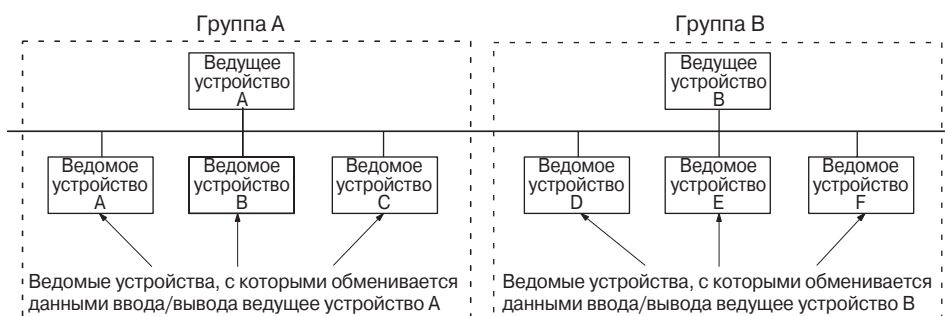 Группа A
Группа B
Ведущее
устройство
A
Ведущее
устройство
B
Ведомое
устройство
A
Ведомое
устройство
B
Ведомое
устройство
C
Ведомое
устройство
D
Ведомое
устройство
E
Ведомое
устройство
F
Ведомые устройства, с которыми обменивается
данными ввода/вывода ведущее устройство A
Ведомые устройства, с которыми обменивается
данными ввода/вывода ведущее устройство B